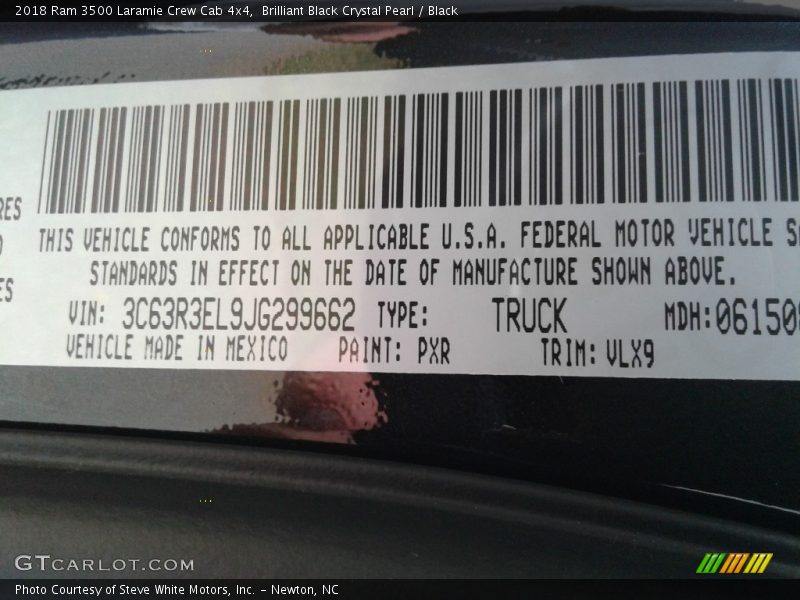 2018 Ram 3500 Laramie Crew Cab 4x4, Brilliant Black Crystal Pearl / Black
RES
ES
THIS VEHICLE CONFORMS TO ALL APPLICABLE U.S.A. FEDERAL MOTOR VEHICLE
STANDARDS IN EFFECT ON THE DATE OF MANUFACTURE SHOWN ABOVE.
VIN: 3C63R3EL9JG299662 TYPE: TRUCK MDH:06150
VEHICLE MADE IN MEXICO PAINT: PXR TRIM: VLX9
GTCARLOT.COM
Photo Courtesy of Steve White Motors, Inc. – Newton, NC